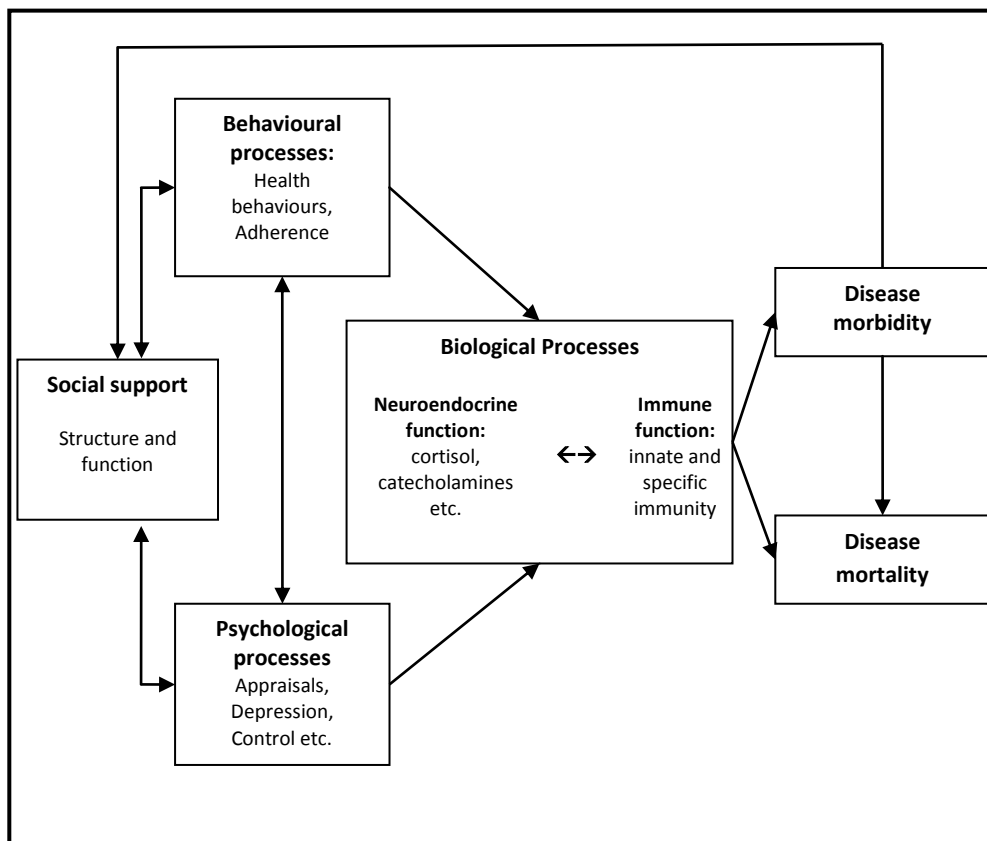 Behavioural
processes:
Health
behaviours,
Adherence
Disease
morbidity
Biological Processes
Social support
Structure and
function
Neuroendocrine
function:
cortisol,
catecholamines
etc.
↔
Immune
function:
innate and
specific
immunity
Disease
mortality
Psychological
processes
Appraisals,
Depression,
Control etc.